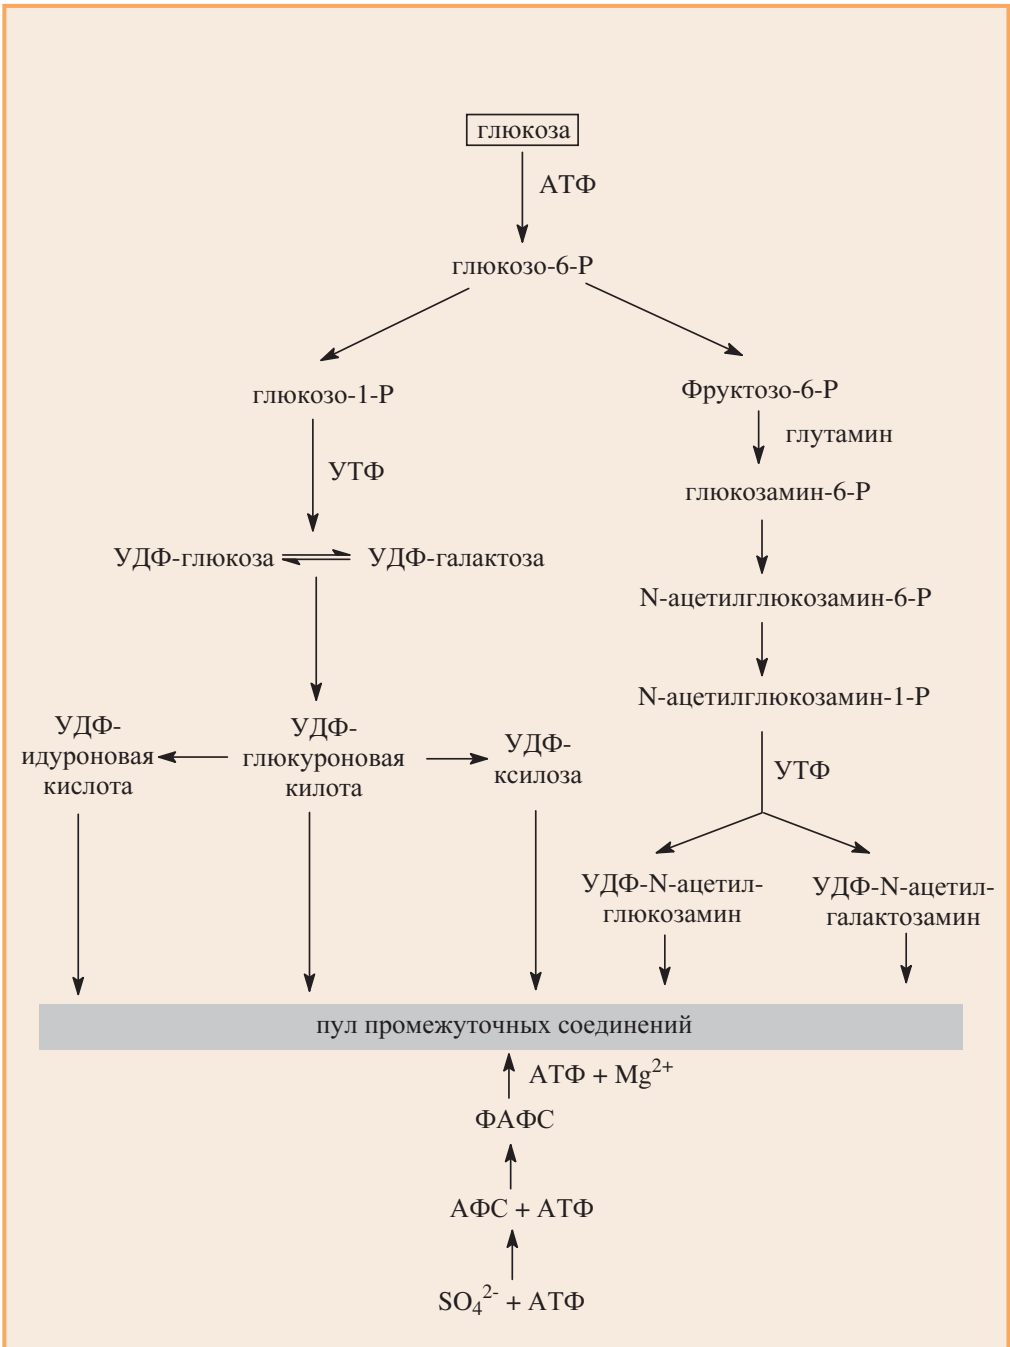 глюкоза
АТФ
глюкозо-6-Р
глюкозо-1-Р
Фруктозо-6-Р
глутамин
УТФ
глюкозамин-6-Р
УДФ-глюкоза
УДФ-галактоза
N-ацетилглюкозамин-6-Р
N-ацетилглюкозамин-1-Р
УДФ-
идуроновая
кислота
УДФ-
глюкуроновая
килота
УДФ-
ксилоза
УТФ
УДФ-N-ацетил-
глюкозамин
УДФ-N-ацетил-
галактозамин
пул промежуточных соединений
АТФ + Mg²⁺
ФАФС
АФС + АТФ
SO₄²⁻ + АТФ